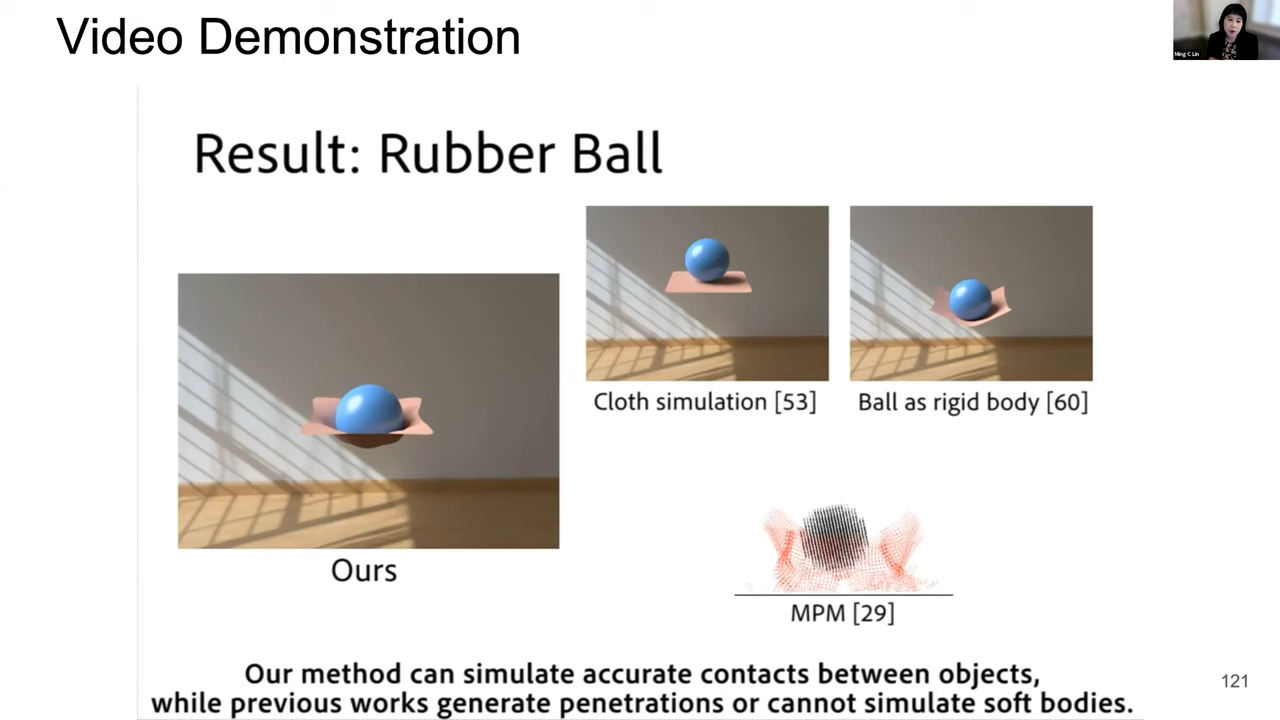 Video Demonstration
Ming C Lin
Result: Rubber Ball
Cloth simulation [53]
Ball as rigid body [60]
Ours
MPM [29]
Our method can simulate accurate contacts between objects,
while previous works generate penetrations or cannot simulate soft bodies.
121